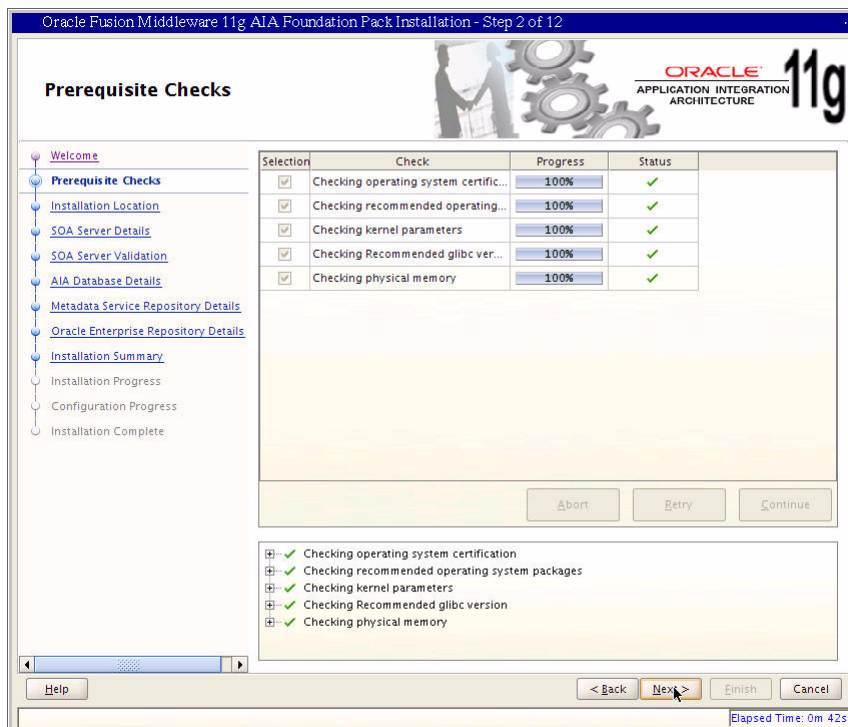 Oracle Fusion Middleware 11g AIA Foundation Pack Installation - Step 2 of 12
Prerequisite Checks
ORACLE
APPLICATION INTEGRATION
ARCHITECTURE
11g
Welcome
Prerequisite Checks
Installation Location
SOA Server Details
SOA Server Validation
AIA Database Details
Metadata Service Repository Details
Oracle Enterprise Repository Details
Installation Summary
Installation Progress
Configuration Progress
Installation Complete
Selection Check Progress Status
Checking operating system certific... 100%
Checking recommended operating... 100%
Checking kernel parameters 100%
Checking Recommended glibc ver... 100%
Checking physical memory 100%
Abort Retry Continue
Checking operating system certification
Checking recommended operating system packages
Checking kernel parameters
Checking Recommended glibc version
Checking physical memory
Help < Back Next > Finish Cancel
Elapsed Time: 0m 42s